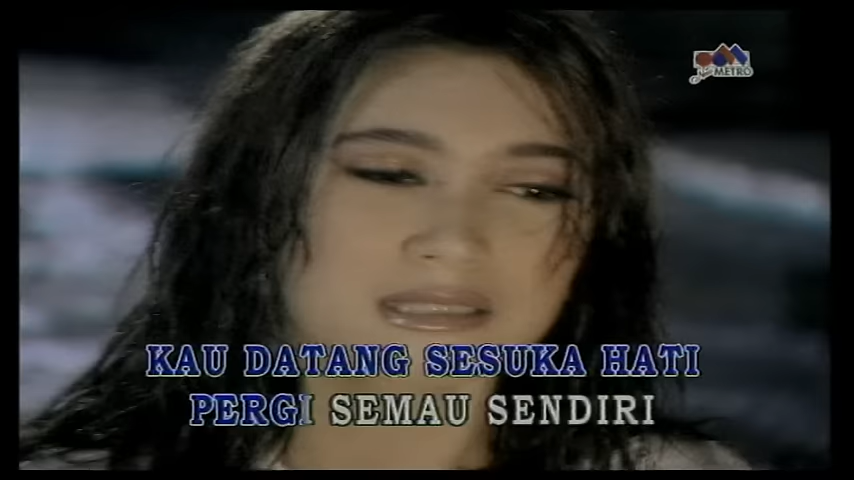 METRO
KAU DATANG SESUKA HATI
PERGI SEMAU SENDIRI